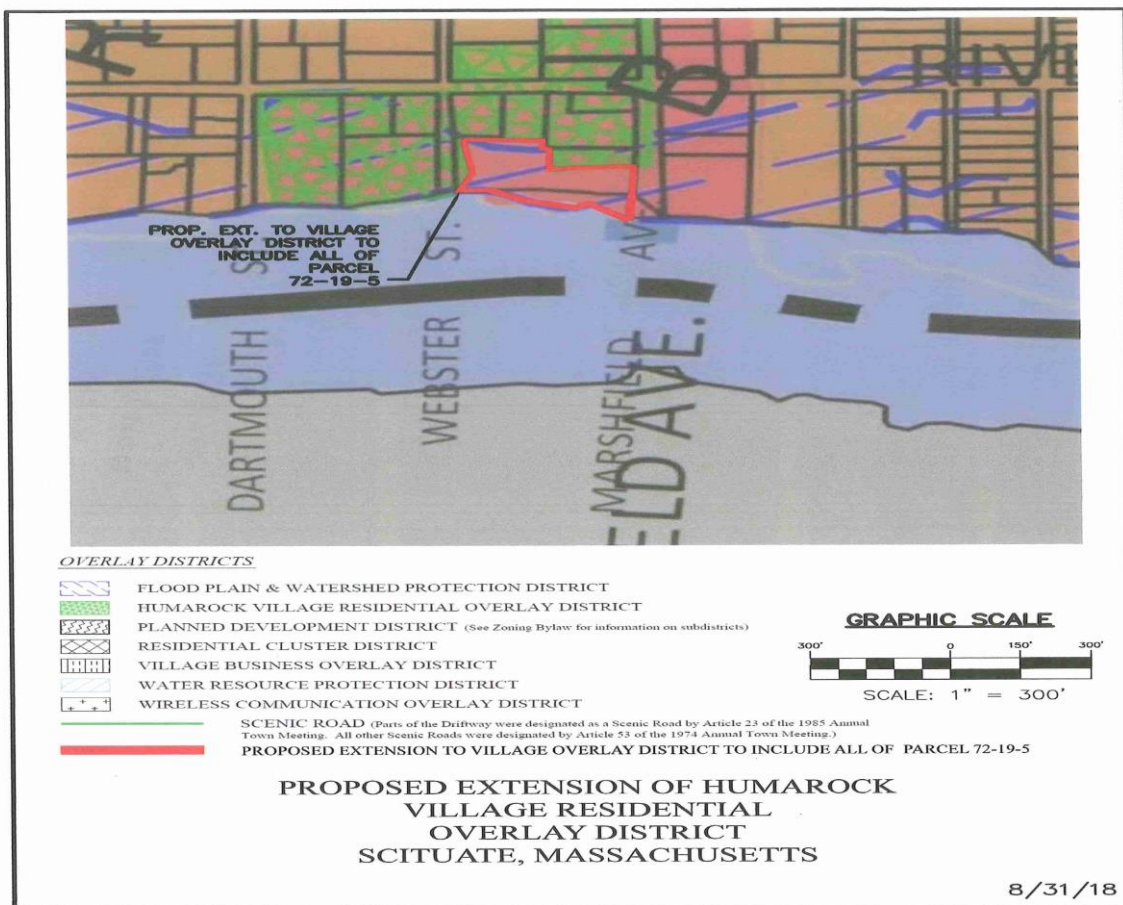 B
RIVE
PROP. EXT. TO VILLAGE
OVERLAY DISTRICT TO
INCLUDE ALL OF
PARCEL
72-19-5
DARTMOUTH
ST.
WEBSTER
ST.
MARSHFIELD
AV
ELD AVE.
OVERLAY DISTRICTS
FLOOD PLAIN & WATERSHED PROTECTION DISTRICT
HUMAROCK VILLAGE RESIDENTIAL OVERLAY DISTRICT
PLANNED DEVELOPMENT DISTRICT (See Zoning Bylaw for information on subdistricts)
RESIDENTIAL CLUSTER DISTRICT
VILLAGE BUSINESS OVERLAY DISTRICT
WATER RESOURCE PROTECTION DISTRICT
WIRELESS COMMUNICATION OVERLAY DISTRICT
SCENIC ROAD (Parts of the Driftway were designated as a Scenic Road by Article 23 of the 1985 Annual
Town Meeting. All other Scenic Roads were designated by Article 53 of the 1974 Annual Town Meeting.)
PROPOSED EXTENSION TO VILLAGE OVERLAY DISTRICT TO INCLUDE ALL OF PARCEL 72-19-5
GRAPHIC SCALE
300' 0 150' 300'
SCALE: 1" = 300'
PROPOSED EXTENSION OF HUMAROCK
VILLAGE RESIDENTIAL
OVERLAY DISTRICT
SCITUATE, MASSACHUSETTS
8/31/18